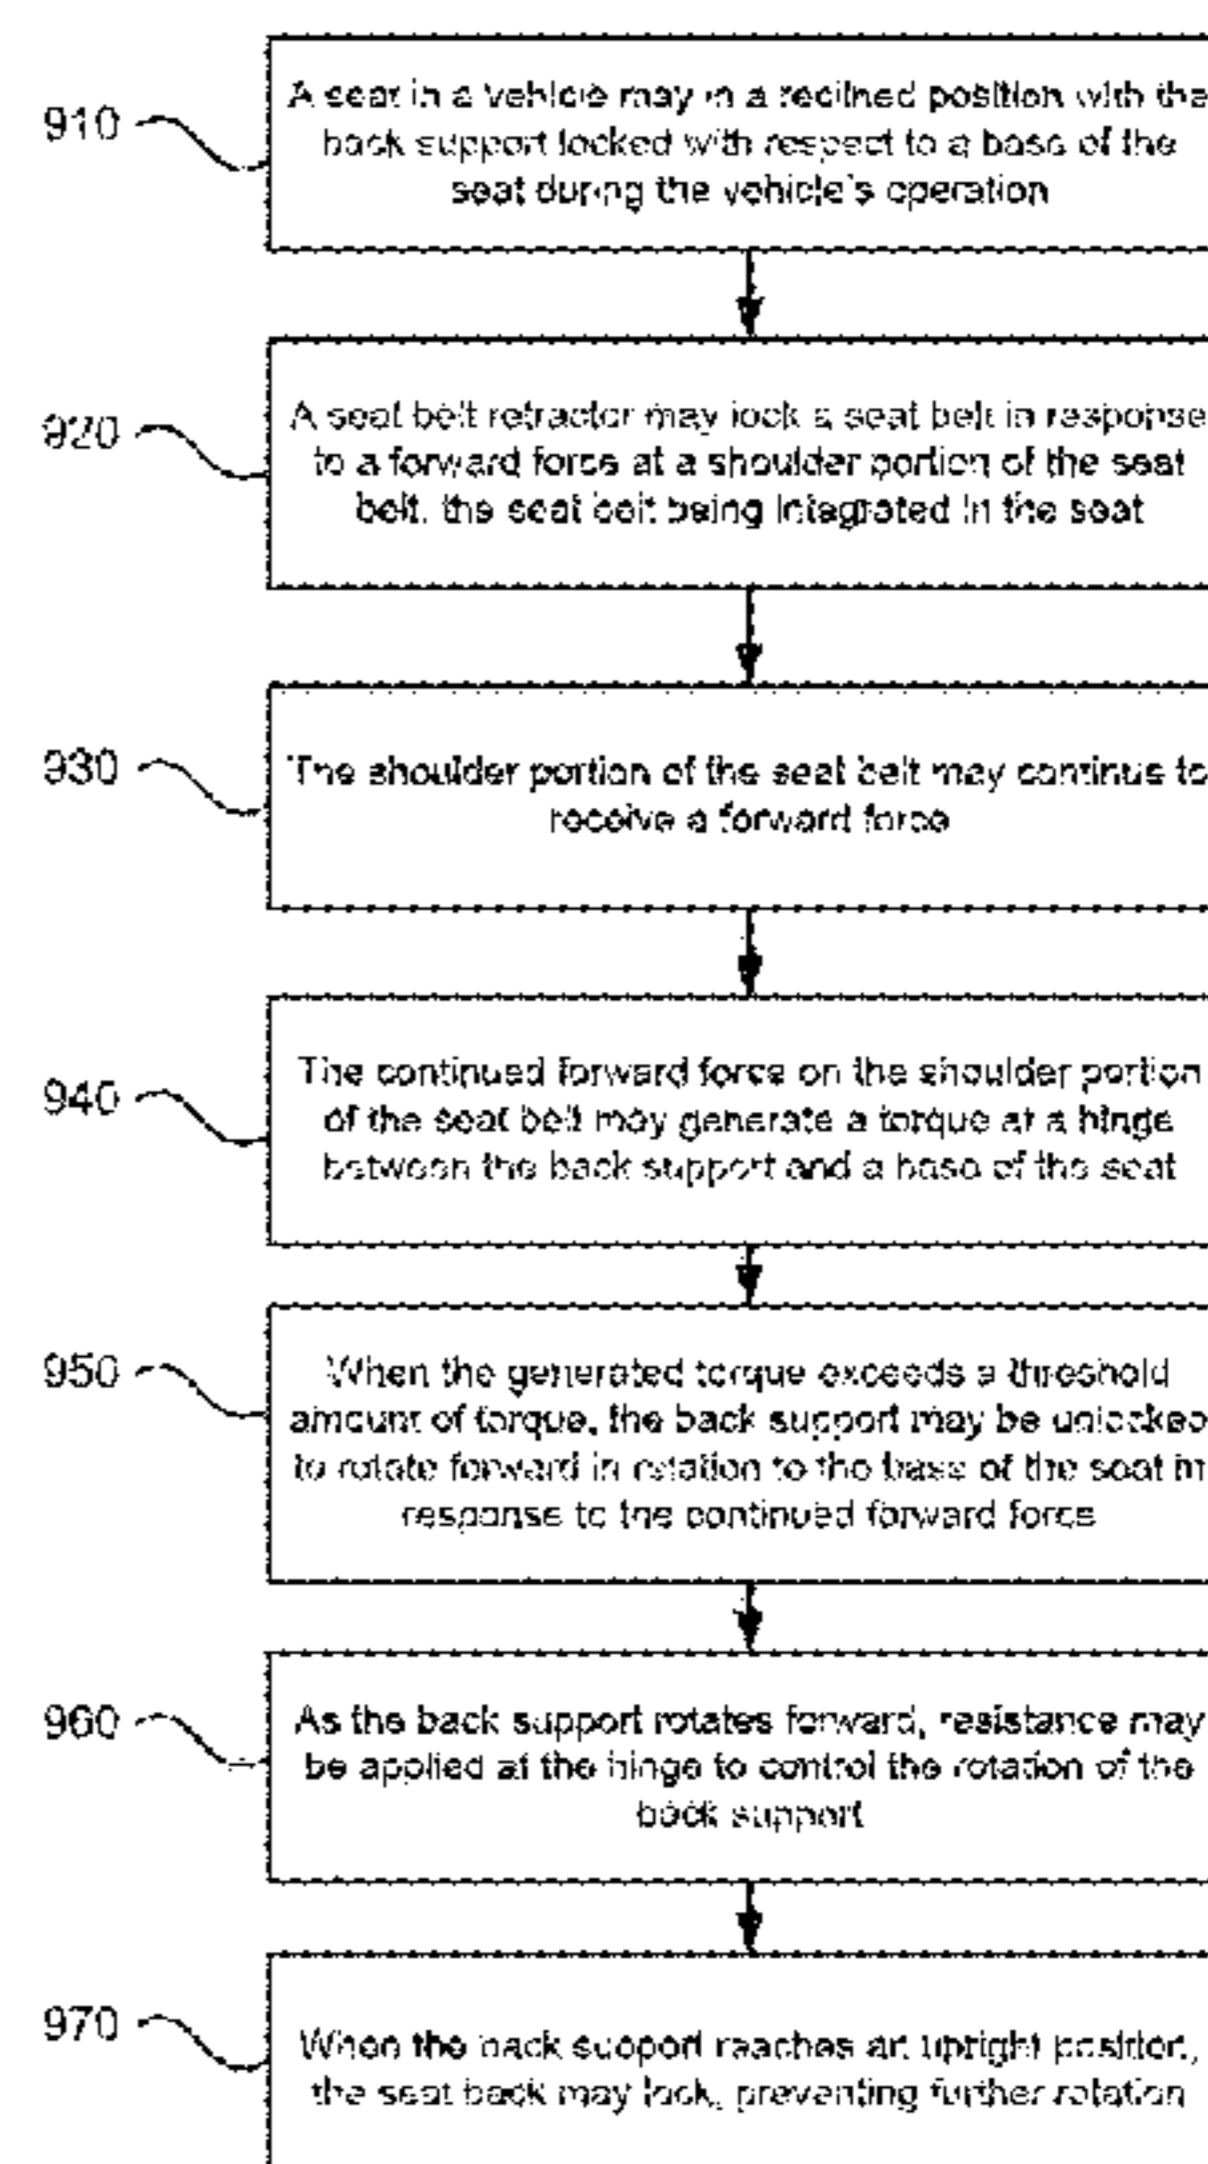 910
A seat in a vehicle may in a reclined position with the
back support locked with respect to a base of the
seat during the vehicle's operation
920
A seat belt retractor may lock a seat belt in response
to a forward force at a shoulder portion of the seat
belt, the seat belt being integrated in the seat
930
The shoulder portion of the seat belt may continue to
receive a forward force
940
The continued forward force on the shoulder portion
of the seat belt may generate a torque at a hinge
between the back support and a base of the seat
950
When the generated torque exceeds a threshold
amount of torque, the back support may be unlocked
to rotate forward in relation to the base of the seat in
response to the continued forward force
960
As the back support rotates forward, resistance may
be applied at the hinge to control the rotation of the
back support
970
When the back support reaches an upright position,
the seat back may lock, preventing further rotation